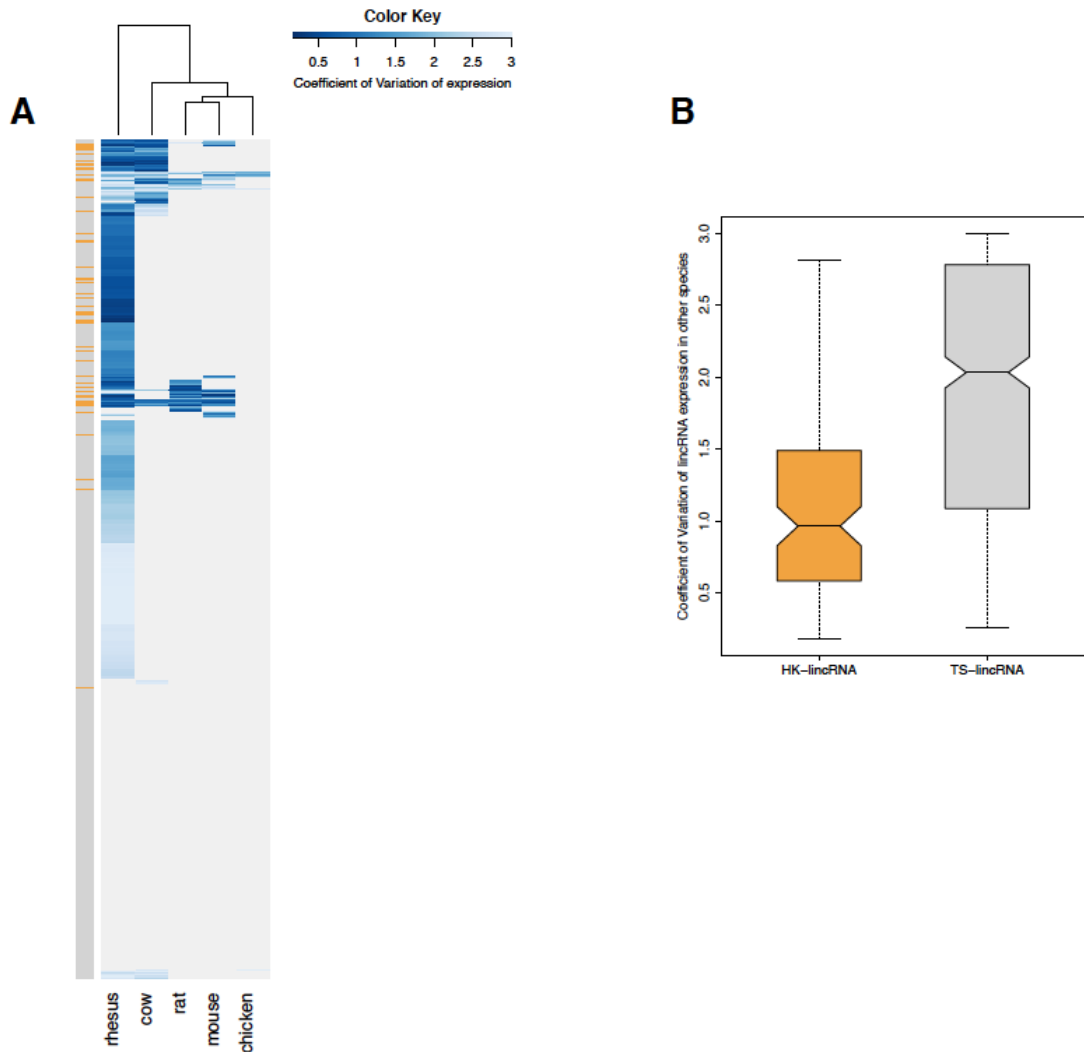 Color Key
0.5 1 1.5 2 2.5 3
Coefficient of Variation of expression
A
rhesus
cow
rat
mouse
chicken
B
Coefficient of Variation of lincRNA expression in other species
3.0
2.5
2.0
1.5
1.0
0.5
HK-lincRNA TS-lincRNA